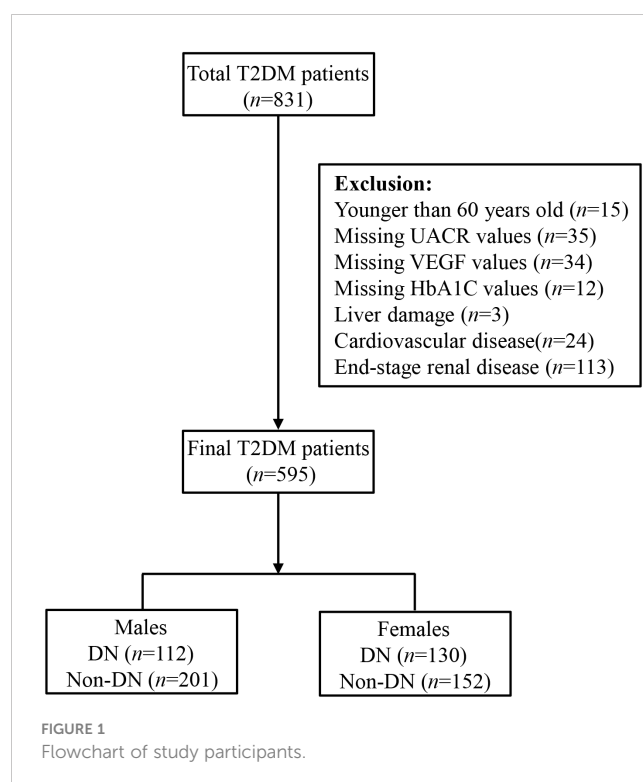 Total T2DM patients
(n=831)
Exclusion:
Younger than 60 years old (n=15)
Missing UACR values (n=35)
Missing VEGF values (n=34)
Missing HbA1C values (n=12)
Liver damage (n=3)
Cardiovascular disease(n=24)
End-stage renal disease (n=113)
Final T2DM patients
(n=595)
Males
DN (n=112)
Non-DN (n=201)
Females
DN (n=130)
Non-DN (n=152)
FIGURE 1
Flowchart of study participants.